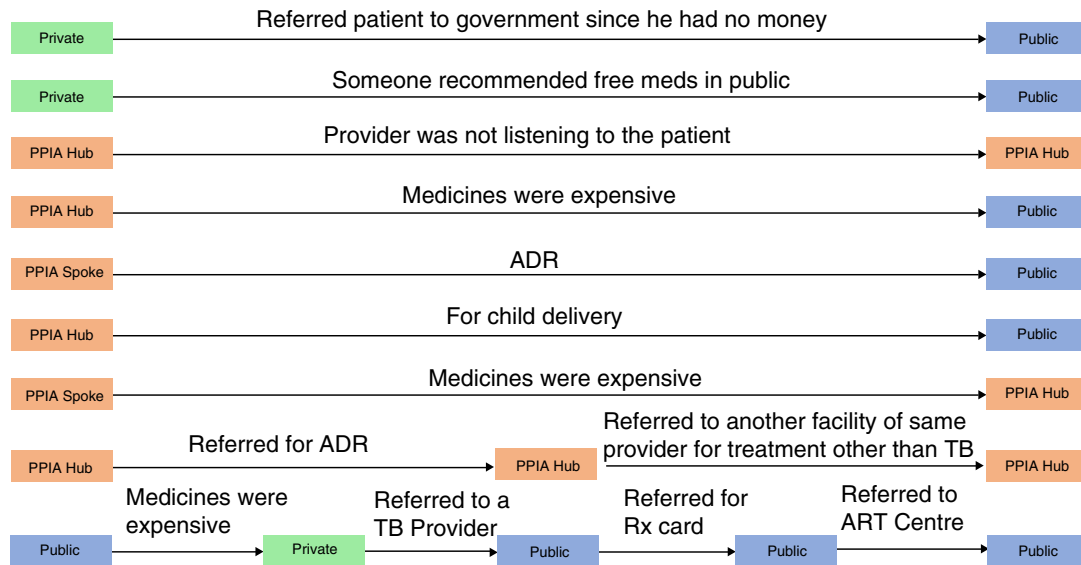 Referred patient to government since he had no money
Private
Public
Someone recommended free meds in public
Private
Public
Provider was not listening to the patient
PPIA Hub
PPIA Hub
Medicines were expensive
PPIA Hub
Public
ADR
PPIA Spoke
Public
For child delivery
PPIA Hub
Public
Medicines were expensive
PPIA Spoke
PPIA Hub
Referred for ADR
Referred to another facility of same
provider for treatment other than TB
PPIA Hub
PPIA Hub
PPIA Hub
Medicines were
expensive
Referred to a
TB Provider
Referred for
Rx card
Referred to
ART Centre
Public
Private
Public
Public
Public